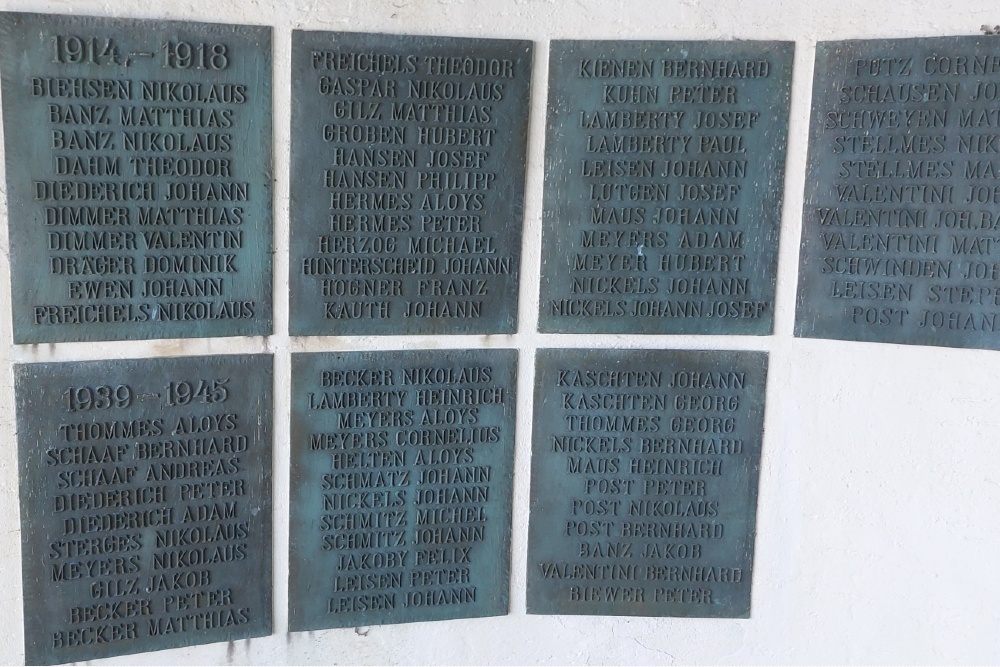 1914 - 1918
BIEHSEN NIKOLAUS
BANZ MATTHIAS
BANZ NIKOLAUS
DAHM THEODOR
DIEDERICH JOHANN
DIMMER MATTHIAS
DIMMER VALENTIN
DRÄGER DOMINIK
EWEN JOHANN
FREICHELS NIKOLAUS
FREICHELS THEODOR
GASPAR NIKOLAUS
GILZ MATTHIAS
GROBEN HUBERT
HANSEN JOSEF
HANSEN PHILIPP
HERMES ALOYS
HERMES PETER
HERZOG MICHAEL
HINTERSCHEID JOHANN
HOGNER FRANZ
KAUTH JOHANN
KIENEN BERNHARD
KUHN PETER
LAMBERTY JOSEF
LAMBERTY PAUL
LEISEN JOHANN
LUTGEN JOSEF
MAUS JOHANN
MEYERS ADAM
MEYER HUBERT
NICKELS JOHANN
NICKELS JOHANN JOSEF
PUTZ CORNE
SCHAUSEN JO
SCHWEYEN MAT
STELLMES NIK
STELLMES MA
VALENTINI JO
VALENTINI JOH.BA
VALENTINI MAT
SCHWINDEN JOH
LEISEN STEPH
POST JOHAN
1939 - 1945
THOMMES ALOYS
SCHAAF BERNHARD
SCHAAF ANDREAS
DIEDERICH PETER
DIEDERICH ADAM
STERGES NIKOLAUS
MEYERS NIKOLAUS
GILZ JAKOB
BECKER PETER
BECKER MATTHIAS
BECKER NIKOLAUS
LAMBERTY HEINRICH
MEYERS ALOYS
MEYERS CORNELIUS
HELTEN ALOYS
SCHMATZ JOHANN
NICKELS JOHANN
SCHMITZ MICHEL
SCHMITZ JOHANN
JAKOBY FELIX
LEISEN PETER
LEISEN JOHANN
KASCHTEN JOHANN
KASCHTEN GEORG
THOMMES GEORG
NICKELS BERNHARD
MAUS HEINRICH
POST PETER
POST NIKOLAUS
POST BERNHARD
BANZ JAKOB
VALENTINI BERNHARD
BIEWER PETER